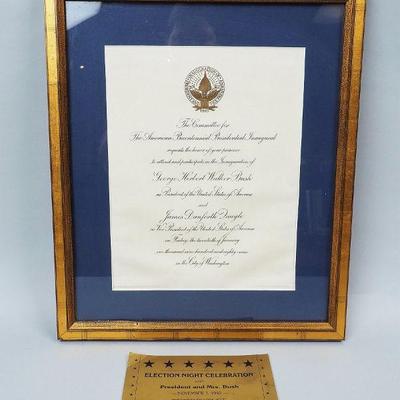 The Committee for
The American Bicentennial Presidential Inaugural
requests the honor of your presence
to attend and participate in the Inauguration of
George Herbert Walker Bush
as President of the United States of America
and
James Danforth Quayle
as Vice President of the United States of America
on Friday the twentieth of January
one thousand nine hundred and eighty-nine
in the City of Washington
ELECTION NIGHT CELEBRATION
President and Mrs. Bush